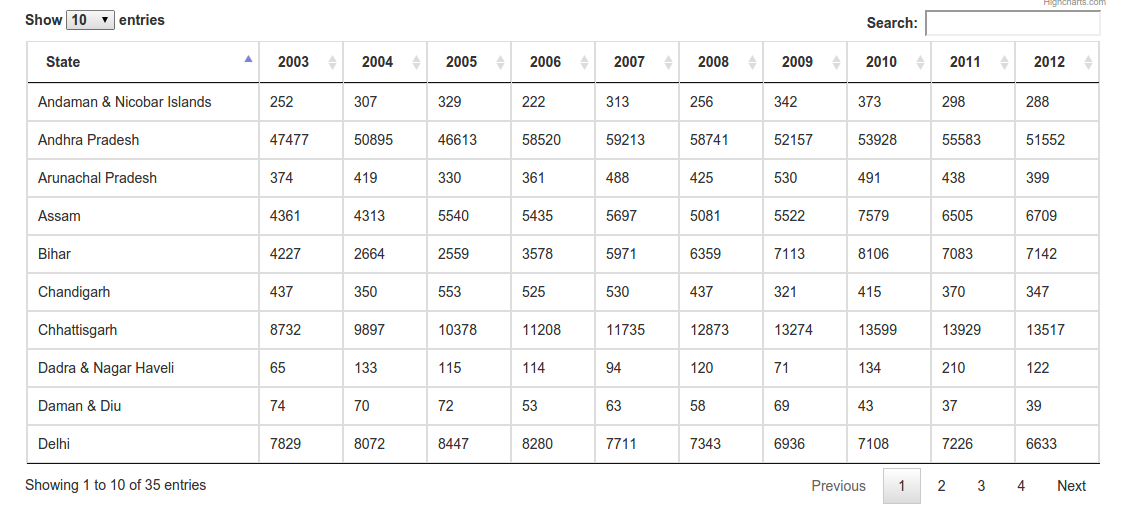 Highcharts.com
Show 10 entries Search:
State 2003 2004 2005 2006 2007 2008 2009 2010 2011 2012
Andaman & Nicobar Islands 252 307 329 222 313 256 342 373 298 288
Andhra Pradesh 47477 50895 46613 58520 59213 58741 52157 53928 55583 51552
Arunachal Pradesh 374 419 330 361 488 425 530 491 438 399
Assam 4361 4313 5540 5435 5697 5081 5522 7579 6505 6709
Bihar 4227 2664 2559 3578 5971 6359 7113 8106 7083 7142
Chandigarh 437 350 553 525 530 437 321 415 370 347
Chhattisgarh 8732 9897 10378 11208 11735 12873 13274 13599 13929 13517
Dadra & Nagar Haveli 65 133 115 114 94 120 71 134 210 122
Daman & Diu 74 70 72 53 63 58 69 43 37 39
Delhi 7829 8072 8447 8280 7711 7343 6936 7108 7226 6633
Showing 1 to 10 of 35 entries Previous 1 2 3 4 Next